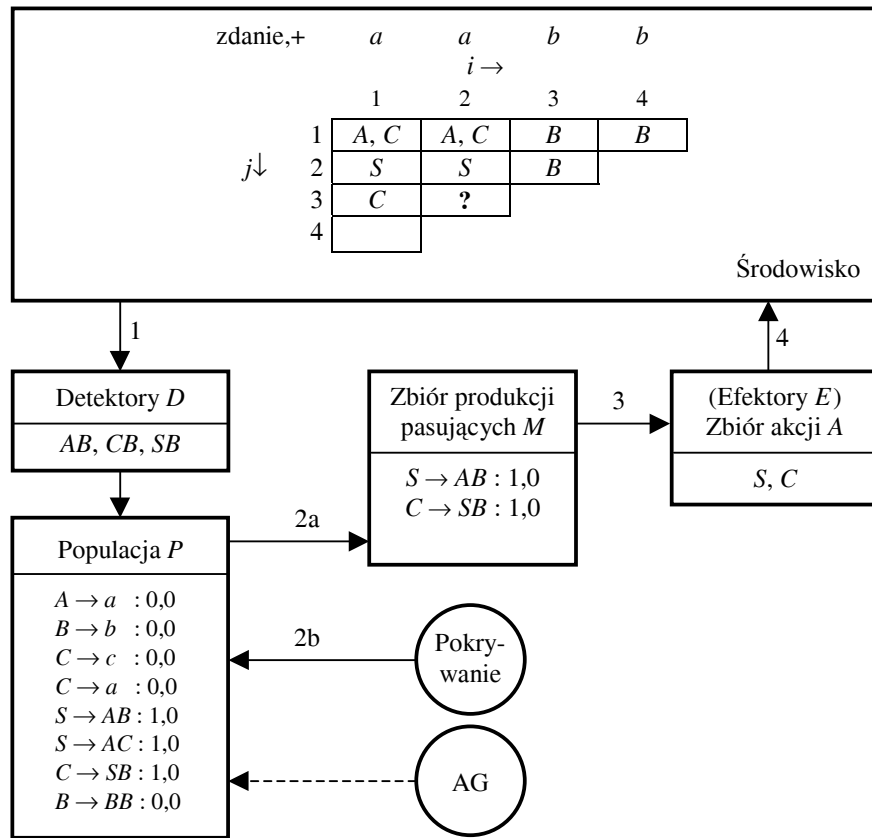 zdanie,+ a a b b
i →
1 2 3 4
1 A, C A, C B B
j↓ 2 S S B
3 C ?
4
Środowisko
1
4
Detektory D
AB, CB, SB
Zbiór produkcji
pasujących M
S → AB : 1,0
C → SB : 1,0
3
(Efektory E)
Zbiór akcji A
S, C
2a
Populacja P
A → a : 0,0
B → b : 0,0
C → c : 0,0
C → a : 0,0
S → AB : 1,0
S → AC : 1,0
C → SB : 1,0
B → BB : 0,0
2b
Pokry-
wanie
AG